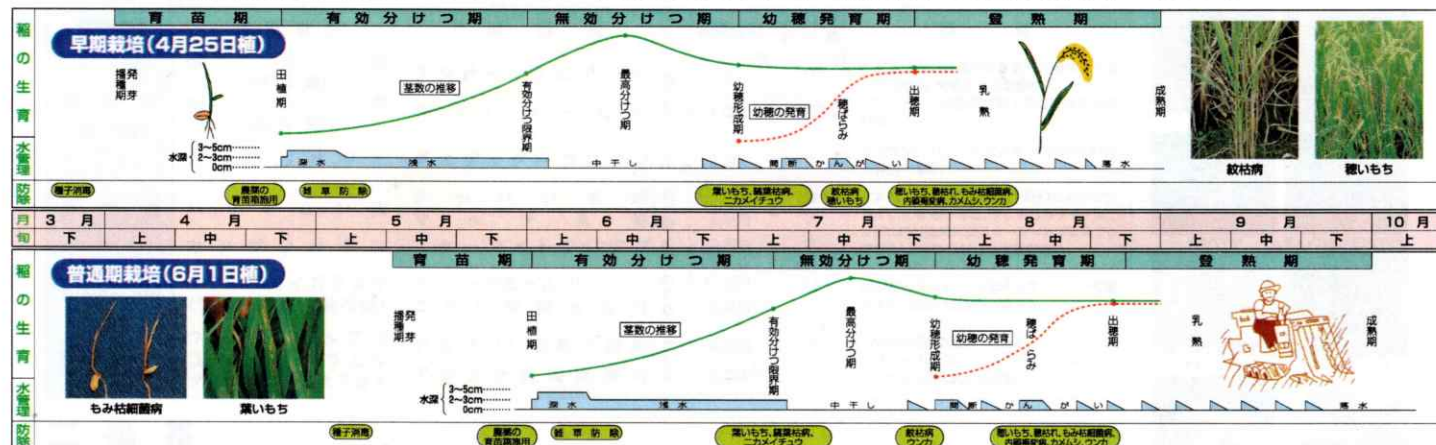 育苗期 有効分けつ期 無効分けつ期 幼穂発育期 登熟期
稲の生育
早期栽培(4月25日植)
播種期
発芽
田植期
茎数の推移
有効分けつ限界期
最高分けつ期
幼穂形成期
幼穂の発育
穂ばらみ
出穂期
乳熟
成熟期
紋枯病
穂いもち
水管理
水深
3〜5cm
2〜3cm
0cm
深水 浅水 中干し 間断かんがい 落水
防除
種子消毒
農薬の
育苗箱施用
雑草防除
葉いもち、縞葉枯病、
ニカメイチュウ
紋枯病
穂いもち
穂いもち、穂枯れ、もみ枯細菌病、
内穎褐変病、カメムシ、ウンカ
月 3月 4月 5月 6月 7月 8月 9月 10月
旬 下 上 中 下 上 中 下 上 中 下 上 中 下 上 中 下 上 中 下 上
育苗期 有効分けつ期 無効分けつ期 幼穂発育期 登熟期
稲の生育
普通期栽培(6月1日植)
もみ枯細菌病
葉いもち
播種期
発芽
田植期
茎数の推移
有効分けつ限界期
最高分けつ期
幼穂形成期
幼穂の発育
穂ばらみ
出穂期
乳熟
成熟期
水管理
水深
3〜5cm
2〜3cm
0cm
深水 浅水 中干し 間断かんがい 落水
防除
種子消毒
農薬の
育苗箱施用
雑草防除
葉いもち、縞葉枯病、
ニカメイチュウ
紋枯病
ウンカ
穂いもち、穂枯れ、もみ枯細菌病、
内穎褐変病、カメムシ、ウンカ